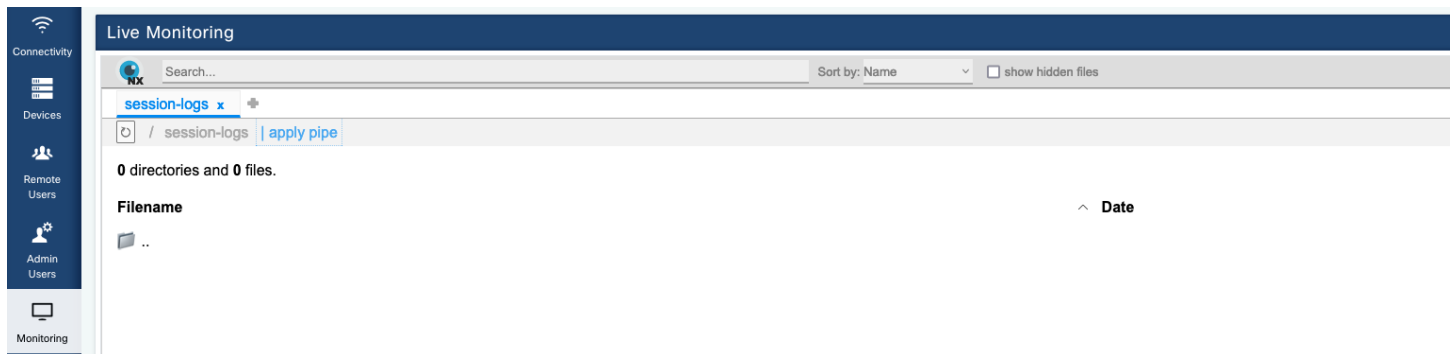 Connectivity
Devices
Remote
Users
Admin
Users
Monitoring
Live Monitoring
NX Search... Sort by: Name show hidden files
session-logs x
/ session-logs | apply pipe
0 directories and 0 files.
Filename Date
..